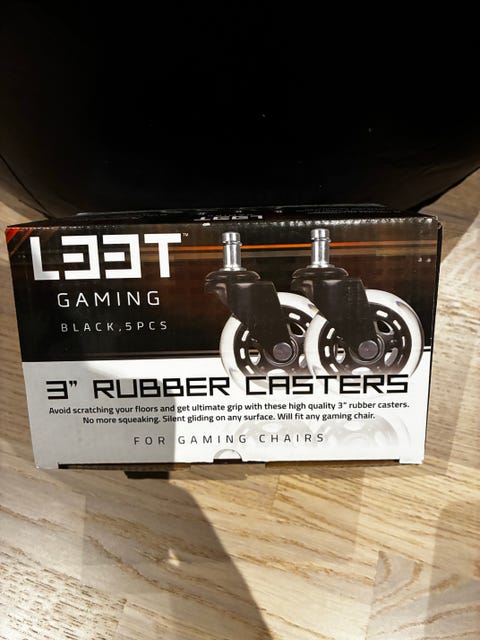 L33T™
GAMING
BLACK, 5PCS
3" RUBBER CASTERS
Avoid scratching your floors and get ultimate grip with these high quality 3" rubber casters.
No more squeaking. Silent gliding on any surface. Will fit any gaming chair.
FOR GAMING CHAIRS